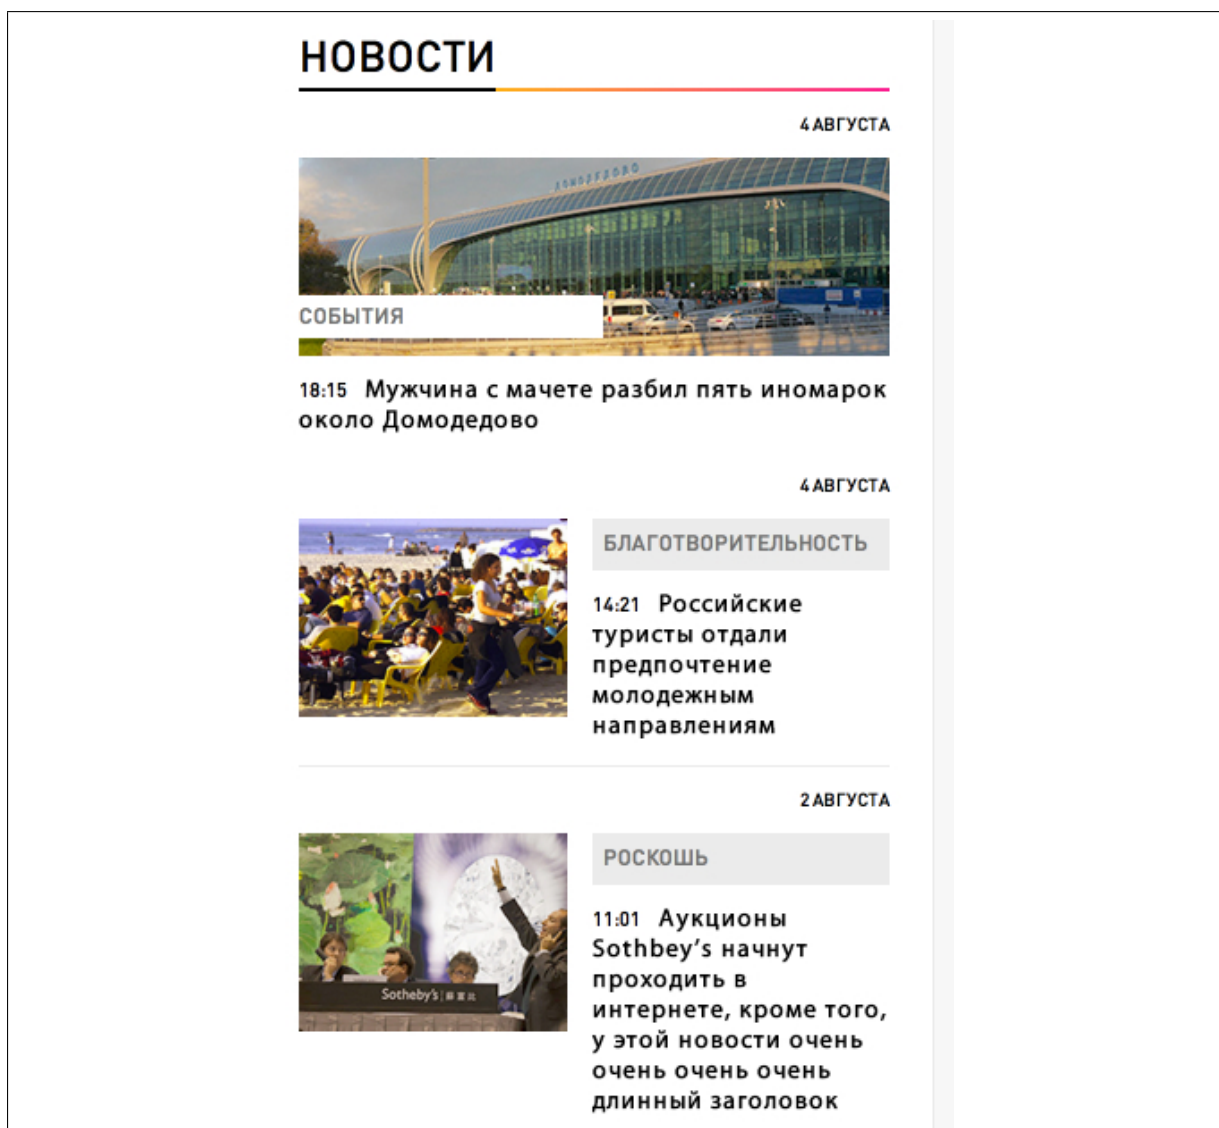 НОВОСТИ
4 АВГУСТА
ДОМОДЕДОВО
СОБЫТИЯ
18:15 Мужчина с мачете разбил пять иномарок
около Домодедово
4 АВГУСТА
БЛАГОТВОРИТЕЛЬНОСТЬ
14:21 Российские
туристы отдали
предпочтение
молодежным
направлениям
2 АВГУСТА
РОСКОШЬ
11:01 Аукционы
Sothbey’s начнут
проходить в
интернете, кроме того,
у этой новости очень
очень очень очень
длинный заголовок
Sotheby's